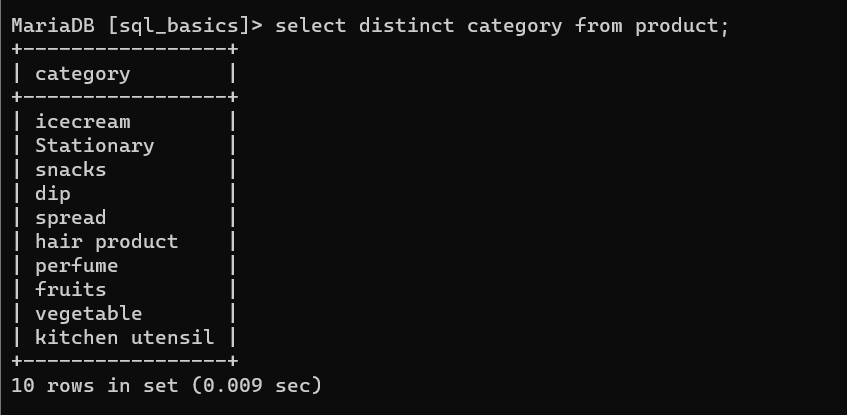 MariaDB [sql_basics]> select distinct category from product;
+-----------------+
| category        |
+-----------------+
| icecream        |
| Stationary      |
| snacks          |
| dip             |
| spread          |
| hair product    |
| perfume         |
| fruits          |
| vegetable       |
| kitchen utensil |
+-----------------+
10 rows in set (0.009 sec)